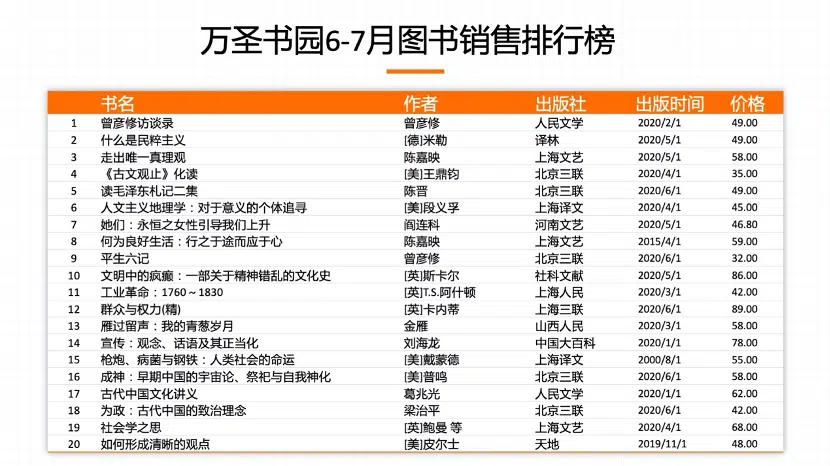 万圣书园6-7月图书销售排行榜
书名 作者 出版社 出版时间 价格
1 曾彦修访谈录 曾彦修 人民文学 2020/2/1 49.00
2 什么是民粹主义 [德]米勒 译林 2020/5/1 49.00
3 走出唯一真理观 陈嘉映 上海文艺 2020/5/1 58.00
4 《古文观止》化读 [美]王鼎钧 北京三联 2020/4/1 35.00
5 读毛泽东札记二集 陈晋 北京三联 2020/6/1 49.00
6 人文主义地理学：对于意义的个体追寻 [美]段义孚 上海译文 2020/4/1 45.00
7 她们：永恒之女性引导我们上升 阎连科 河南文艺 2020/5/1 46.80
8 何为良好生活：行之于途而应于心 陈嘉映 上海文艺 2015/4/1 59.00
9 平生六记 曾彦修 北京三联 2020/6/1 32.00
10 文明中的疯癫：一部关于精神错乱的文化史 [英]斯卡尔 社科文献 2020/5/1 86.00
11 工业革命：1760～1830 [英]T.S.阿什顿 上海人民 2020/3/1 42.00
12 群众与权力(精) [英]卡内蒂 上海三联 2020/6/1 89.00
13 雁过留声：我的青葱岁月 金雁 山西人民 2020/3/1 58.00
14 宣传：观念、话语及其正当化 刘海龙 中国大百科 2020/1/1 78.00
15 枪炮、病菌与钢铁：人类社会的命运 [美]戴蒙德 上海译文 2000/8/1 55.00
16 成神：早期中国的宇宙论、祭祀与自我神化 [美]普鸣 北京三联 2020/6/1 58.00
17 古代中国文化讲义 葛兆光 人民文学 2020/1/1 62.00
18 为政：古代中国的致治理念 梁治平 北京三联 2020/6/1 42.00
19 社会学之思 [英]鲍曼 等 上海文艺 2020/4/1 68.00
20 如何形成清晰的观点 [美]皮尔士 天地 2019/11/1 48.00